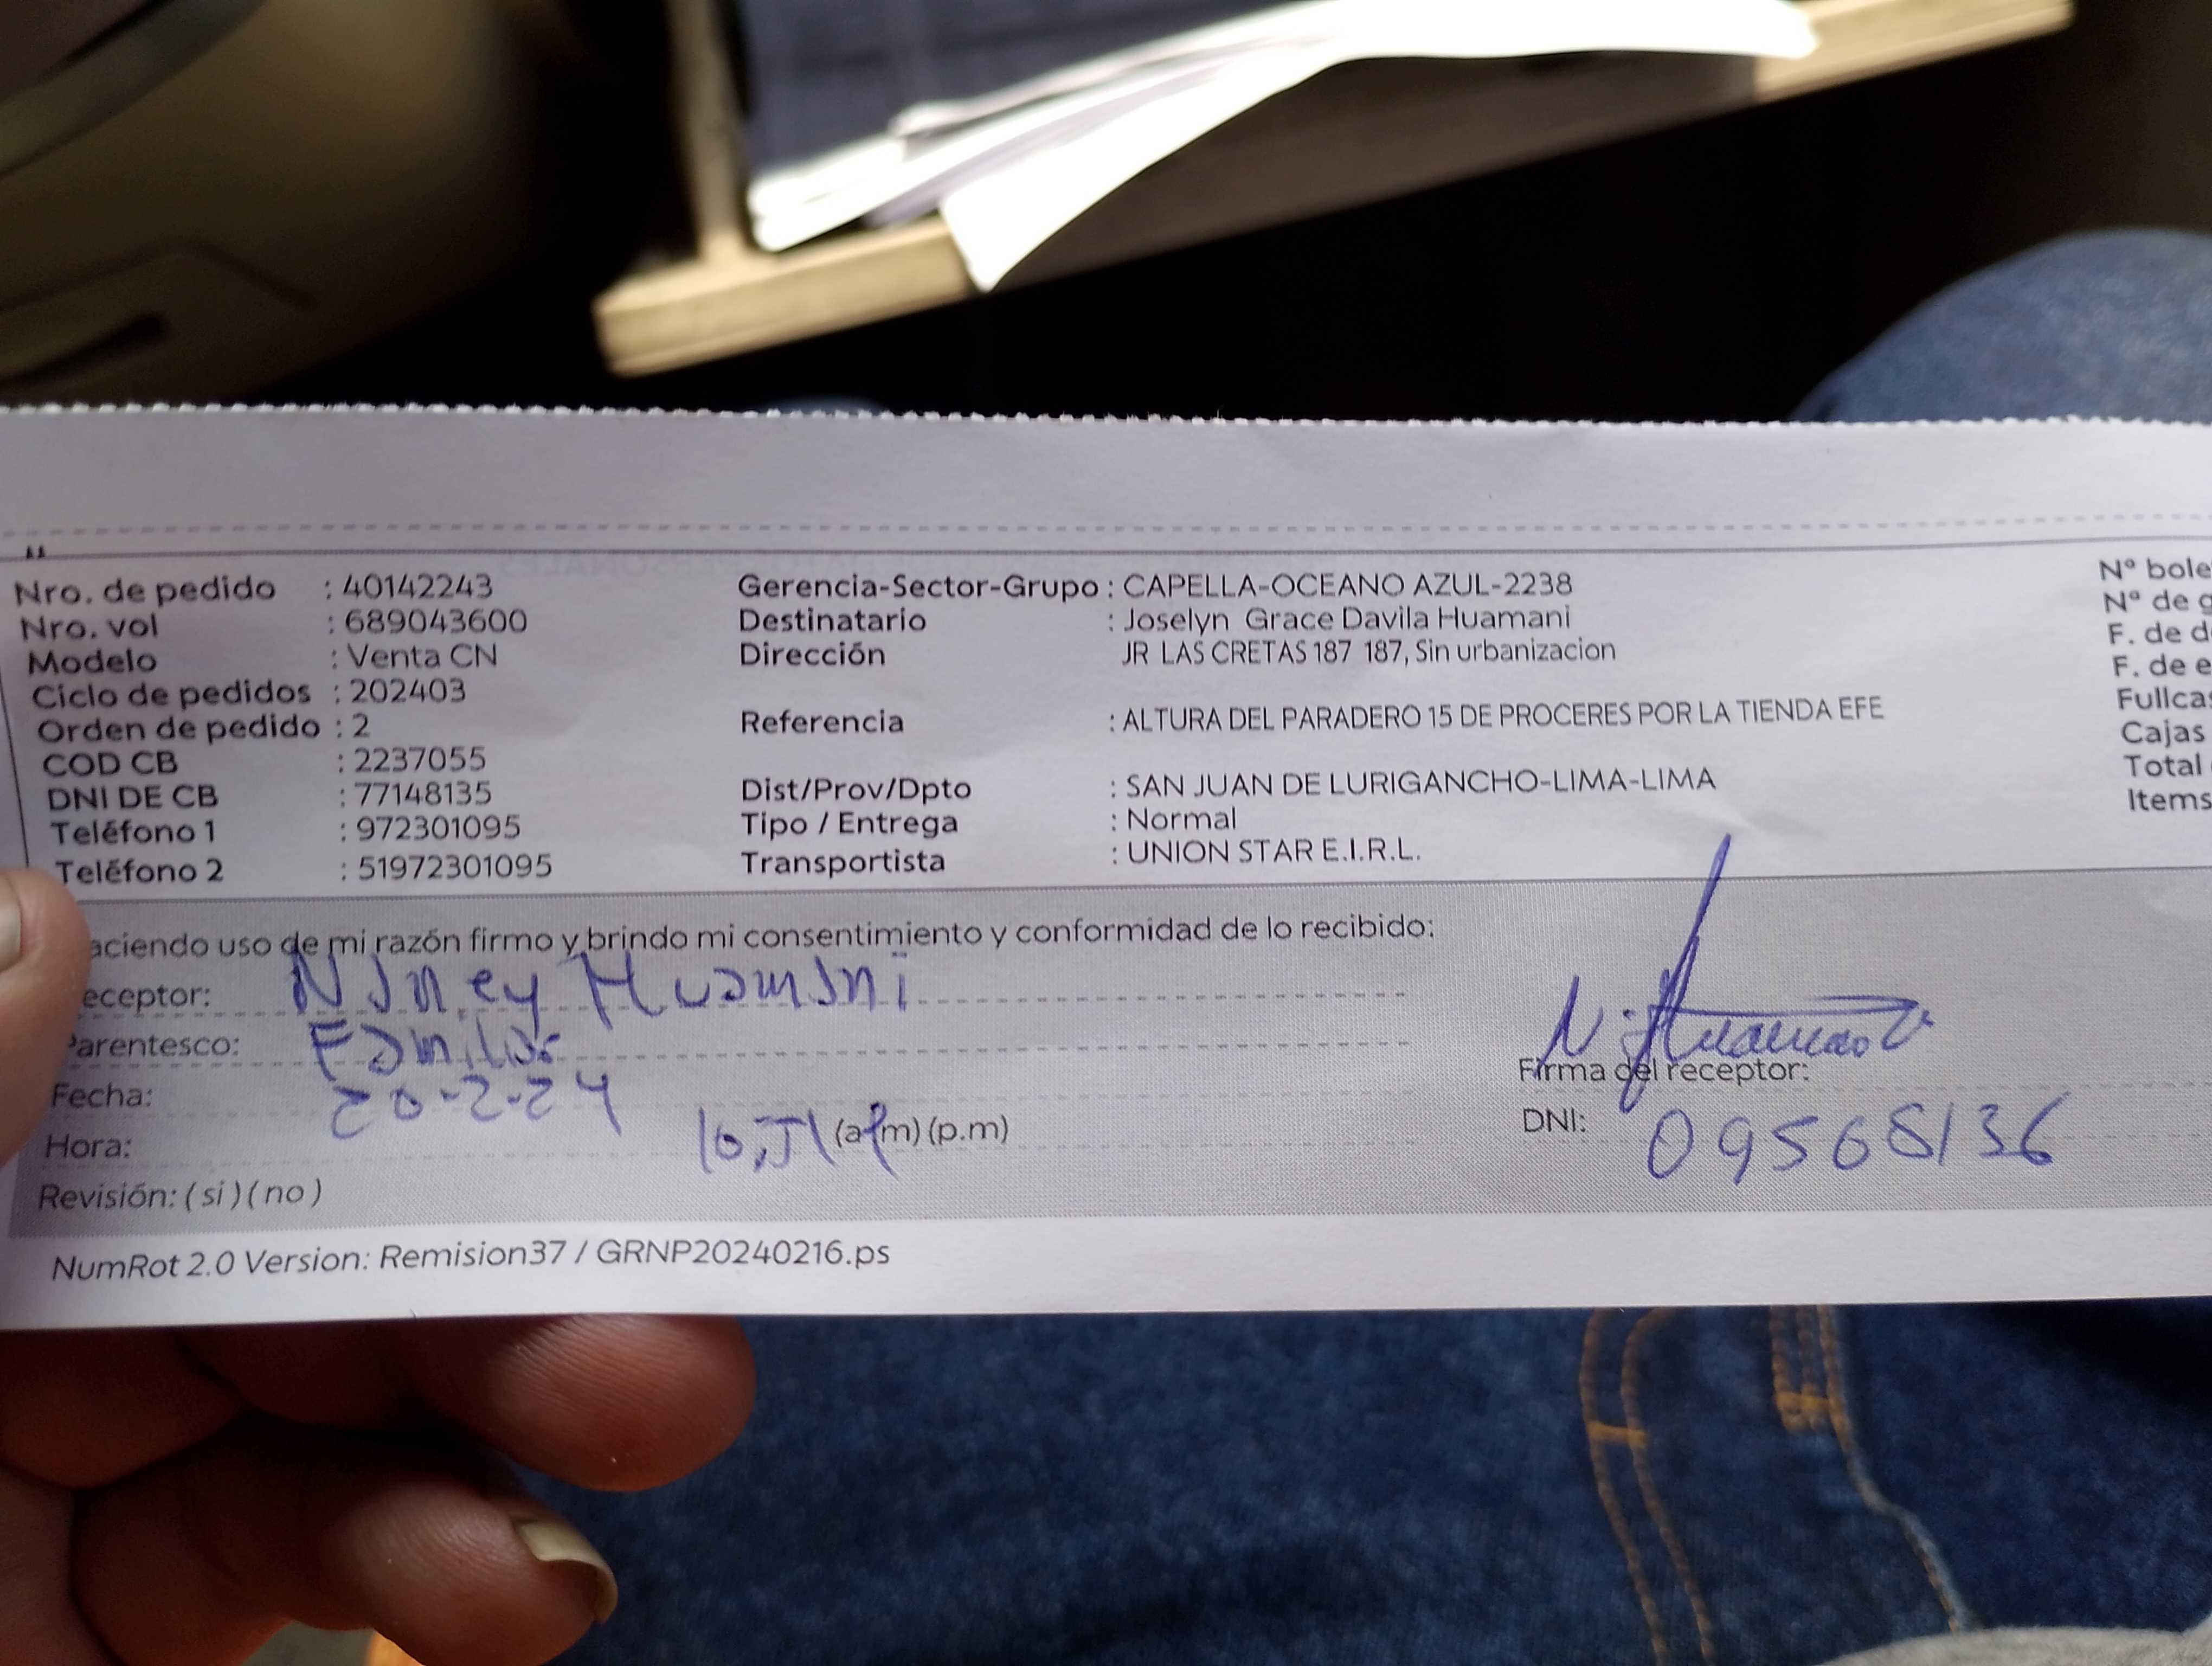 Nro. de pedido : 40142243
Nro. vol : 689043600
Modelo : Venta CN
Ciclo de pedidos : 202403
Orden de pedido : 2
COD CB : 2237055
DNI DE CB : 77148135
Teléfono 1 : 972301095
Teléfono 2 : 51972301095
Gerencia-Sector-Grupo : CAPELLA-OCEANO AZUL-2238
Destinatario : Joselyn Grace Davila Huamani
Dirección JR LAS CRETAS 187 187, Sin urbanizacion
Referencia : ALTURA DEL PARADERO 15 DE PROCERES POR LA TIENDA EFE
Dist/Prov/Dpto : SAN JUAN DE LURIGANCHO-LIMA-LIMA
Tipo / Entrega : Normal
Transportista : UNION STAR E.I.R.L.
N° bole
N° de g
F. de d
F. de e
Fullca
Cajas
Total
Items
aciendo uso de mi razón firmo y brindo mi consentimiento y conformidad de lo recibido:
eceptor: Huamani
Parentesco: Familiar
Fecha: 20-2-24
Hora: (a.m) (p.m)
Revisión: ( si ) ( no )
Firma del receptor:
DNI: 09568136
NumRot 2.0 Version: Remision37 / GRNP20240216.ps